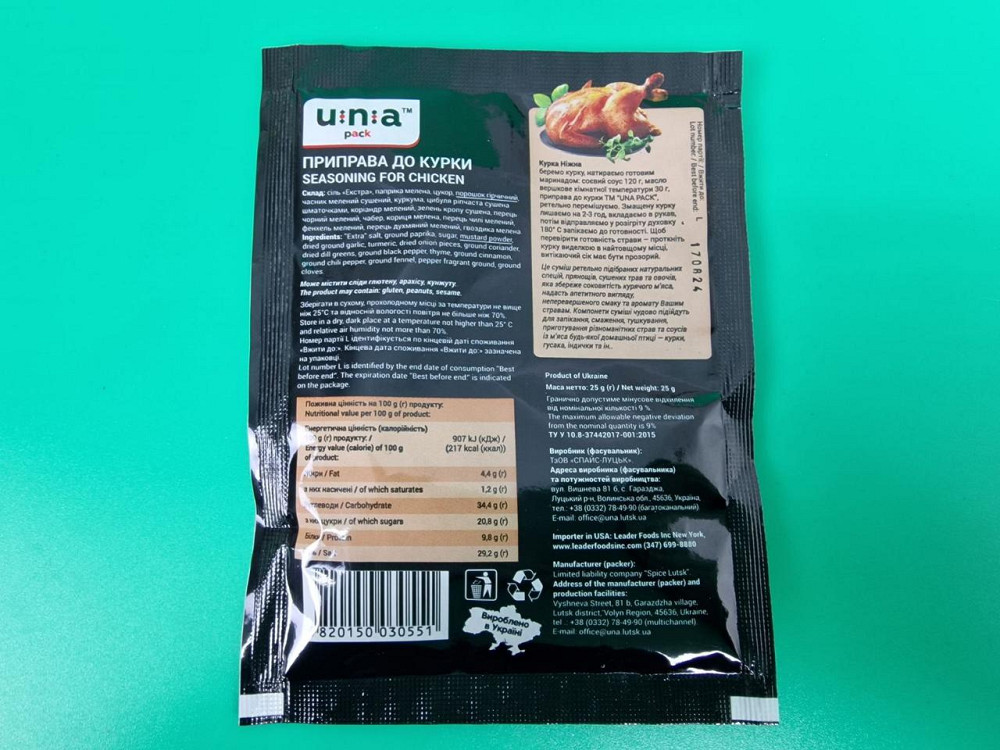 u:n:a™
pack
ПРИПРАВА ДО КУРКИ
SEASONING FOR CHICKEN
Склад: сіль «Екстра», паприка мелена, цукор, порошок гірчичний,
часник мелений сушений, куркума, цибуля ріпчаста сушена
шматочками, коріандр мелений, зелень кропу сушена, перець
чорний мелений, чабер, кориця мелена, перець чилі мелений,
фенхель мелений, перець духмяний мелений, гвоздика мелена
Ingredients: "Extra" salt, ground paprika, sugar, mustard powder,
dried ground garlic, turmeric, dried onion pieces, ground coriander,
dried dill greens, ground black pepper, thyme, ground cinnamon,
ground chili pepper, ground fennel, pepper fragrant ground, ground
cloves.
Може містити сліди глютену, арахісу, кунжуту.
The product may contain: gluten, peanuts, sesame.
Зберігати в сухому, прохолодному місці за температури не вище
ніж 25°С та відносній вологості повітря не більше ніж 70%.
Store in a dry, dark place at a temperature not higher than 25° C
and relative air humidity not more than 70%.
Номер партії L ідентифікується по кінцевій даті споживання
«Вжити до:». Кінцева дата споживання «Вжити до:» зазначена
на упаковці.
Lot number L is identified by the end date of consumption "Best
before end". The expiration date "Best before end" is indicated
on the package.
Поживна цінність на 100 g (г) продукту:
Nutritional value per 100 g of product:
Енергетична цінність (калорійність)
g (г) продукту: /
Energy value (calorie) of 100 g
of product:
907 kJ (кДж) /
(217 kcal (ккал))
/ Fat 4,4 g (г)
з них насичені / of which saturates 1,2 g (г)
/ Carbohydrate 34,4 g (г)
цукри / of which sugars 20,8 g (г)
Білки / Protein 9,8 g (г)
29,2 g (г)
820150 030551
Вироблено
в Україні
Курка Ніжна
беремо курку, натираємо готовим
маринадом: соєвий соус 120 г, масло
вершкове кімнатної температури 30 г,
приправа до курки ТМ "UNA PACK",
ретельно перемішуємо. Змащену курку
лишаємо на 2-3 год, вкладаємо в рукав,
потім відправляємо у розігріту духовку
180° С запікаємо до готовності. Щоб
перевірити готовність страви – проткніть
курку виделкою в найтовщому місці,
витікаючий сік має бути прозорий.
Це суміш ретельно підібраних натуральних
спецій, прянощів, сушених трав та овочів,
яка збереже соковитість курячого м'яса,
надасть апетитного вигляду,
неперевершеного смаку та аромату Вашим
стравам. Компоненти суміші чудово підійдуть
для запікання, смаження, тушкування,
приготування різноманітних страв та соусів
із м'яса будь-якої домашньої птиці – курки,
гуcака, індички та ін..
Номер партії / Вжити до:
Lot number / Best before end: L
170824
Product of Ukraine
Маса нетто: 25 g (г) / Net weight: 25 g
Гранично допустиме мінусове відхилення
від номінальної кількості 9 %.
The maximum allowable negative deviation
from the nominal quantity is 9%
ТУ У 10.8-37442017-001:2015
Виробник (фасувальник):
ТзОВ «СПАЙС-ЛУЦЬК».
Адреса виробника (фасувальника)
та потужностей виробництва:
вул. Вишнева 81 б, с. Гаразджа,
Луцький р-н, Волинська обл., 45636, Україна,
тел.: +38 (0332) 78-49-90 (багатоканальний)
E-mail: office@una.lutsk.ua
Importer in USA: Leader Foods Inc New York,
www.leaderfoodsinc.com (347) 699-8880
Manufacturer (packer):
Limited liability company "Spice Lutsk".
Address of the manufacturer (packer) and
production facilities:
Vyshneva Street, 81 b, Garazdzha village,
Lutsk district, Volyn Region, 45636, Ukraine,
tel.: +38 (0332) 78-49-90 (multichannel)
E-mail: office@una.lutsk.ua